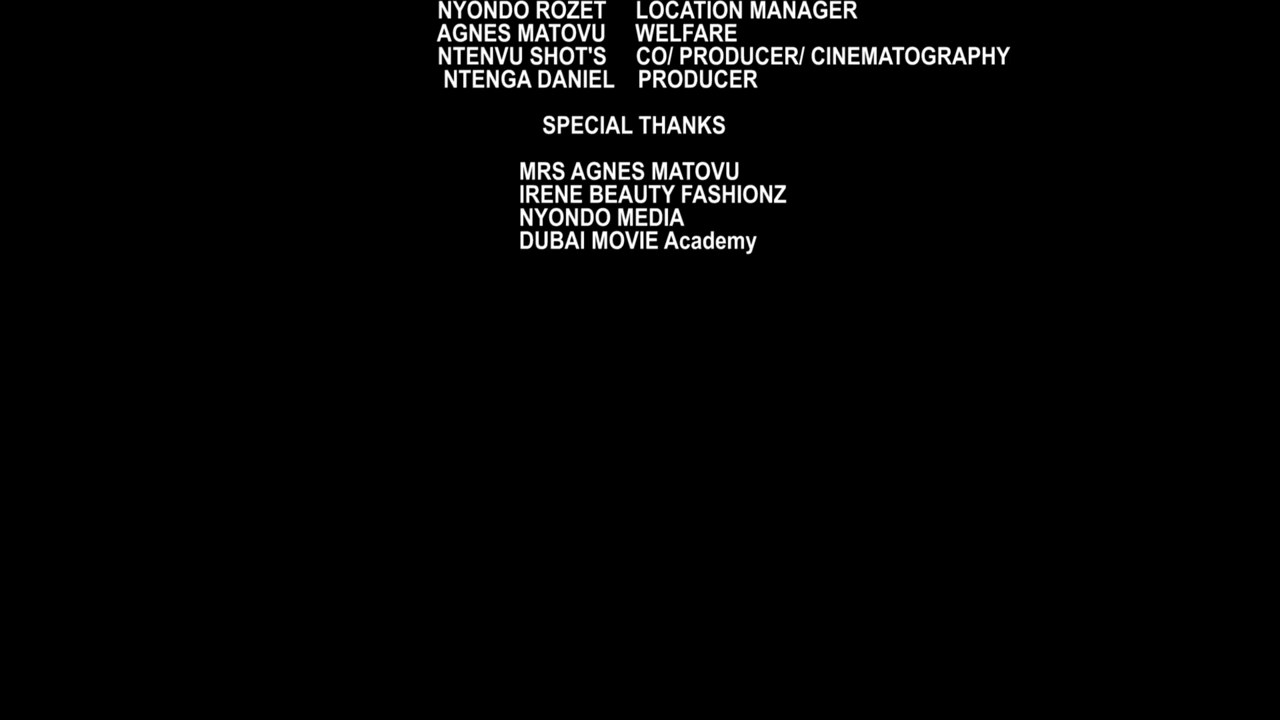 NYONDO ROZET LOCATION MANAGER
AGNES MATOVU WELFARE
NTENVU SHOT'S CO/ PRODUCER/ CINEMATOGRAPHY
NTENGA DANIEL PRODUCER
SPECIAL THANKS
MRS AGNES MATOVU
IRENE BEAUTY FASHIONZ
NYONDO MEDIA
DUBAI MOVIE Academy